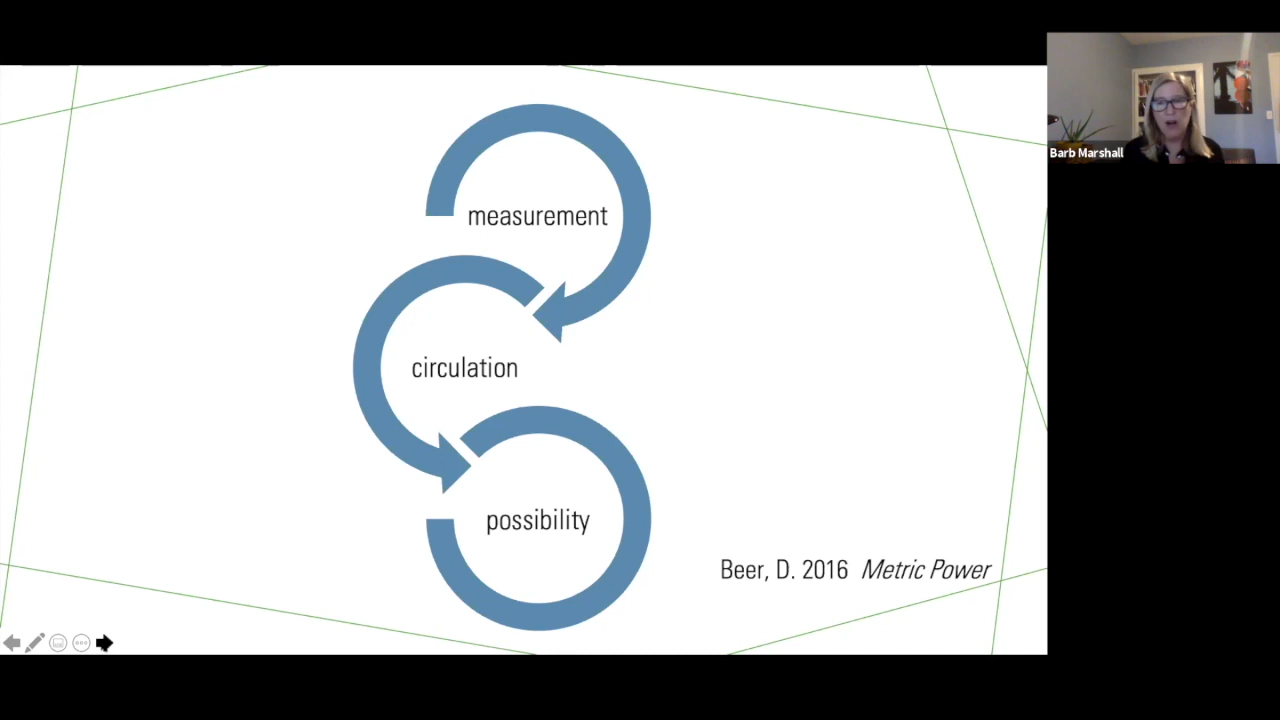 Barb Marshall
measurement
circulation
possibility
Beer, D. 2016 Metric Power